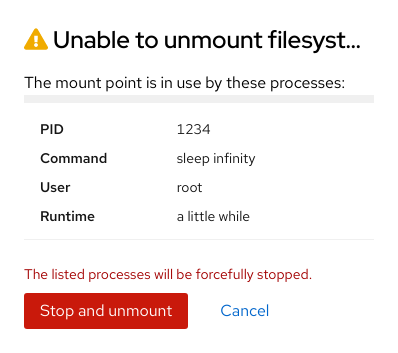 Unable to unmount filesyst...
The mount point is in use by these processes:
PID 1234
Command sleep infinity
User root
Runtime a little while
The listed processes will be forcefully stopped.
Stop and unmount Cancel